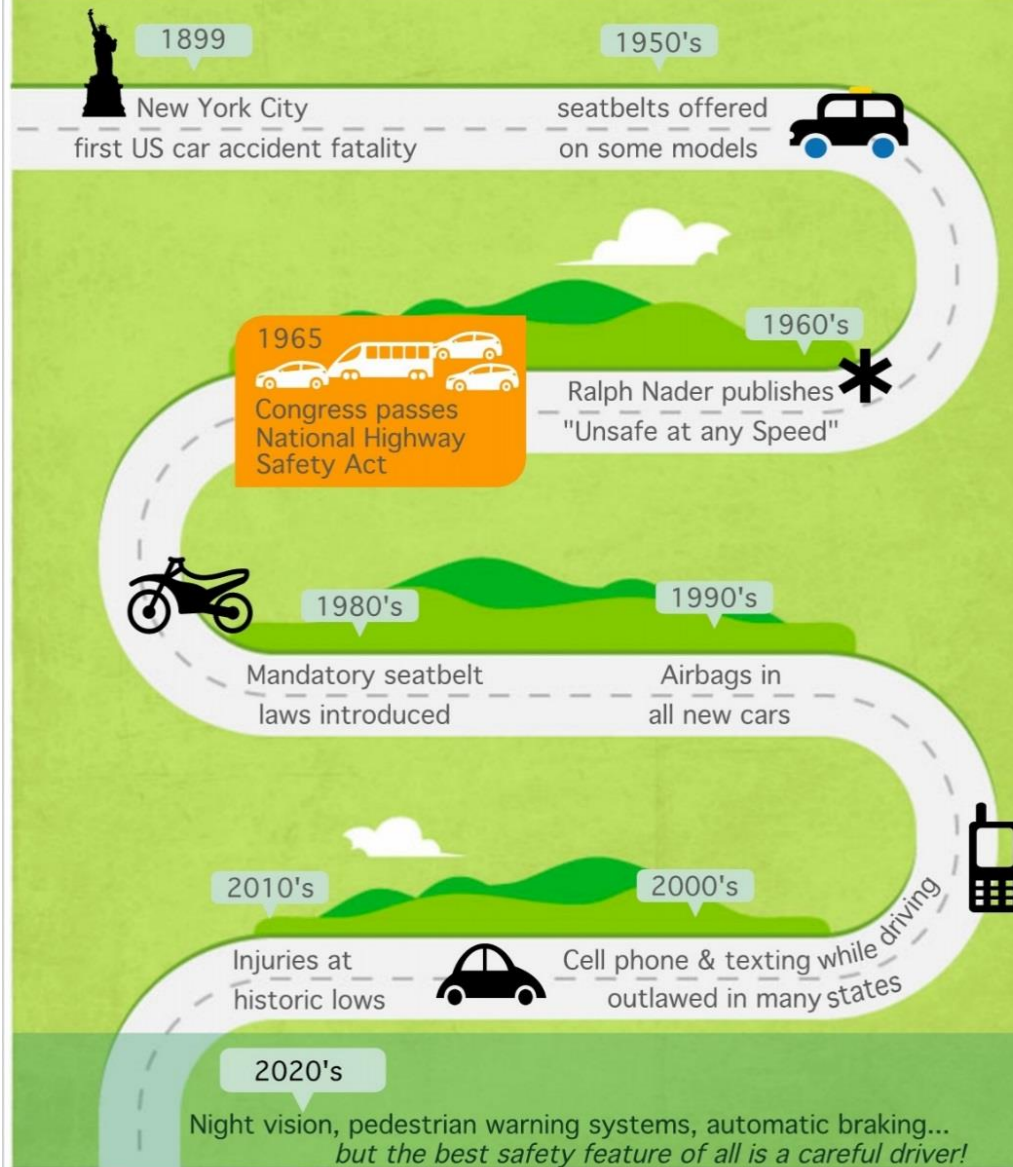 1899
New York City
first US car accident fatality
1950's
seatbelts offered
on some models
1960's
Ralph Nader publishes
"Unsafe at any Speed"
1965
Congress passes
National Highway
Safety Act
1980's
Mandatory seatbelt
laws introduced
1990's
Airbags in
all new cars
2000's
Cell phone & texting while driving
outlawed in many states
2010's
Injuries at
historic lows
2020's
Night vision, pedestrian warning systems, automatic braking...
but the best safety feature of all is a careful driver!